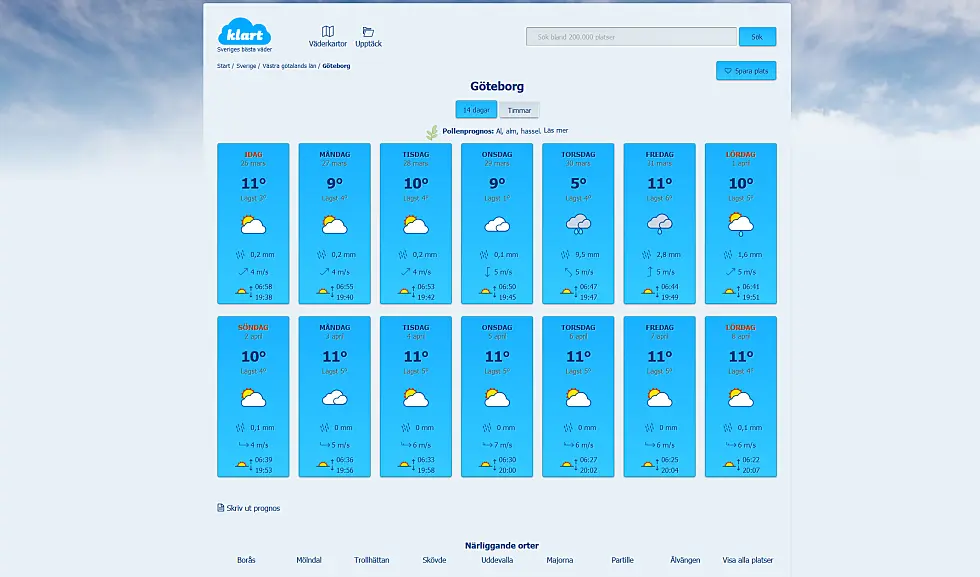 klart
Sveriges bästa väder
Väderkartor
Upptäck
Sök bland 200.000 platser
Sök
Start / Sverige / Västra götalands län / Göteborg
Spara plats
Göteborg
14 dagar
Timmar
Pollenprognos: Al, alm, hassel. Läs mer
IDAG MÅNDAG TISDAG ONSDAG TORSDAG FREDAG LÖRDAG
26 mars 27 mars 28 mars 29 mars 30 mars 31 mars 1 april
11° 9° 10° 9° 5° 11° 10°
Lägst 3° Lägst 4° Lägst 4° Lägst 1° Lägst 4° Lägst 6° Lägst 5°
0,2 mm 0,2 mm 0,2 mm 0,1 mm 9,5 mm 2,8 mm 1,6 mm
4 m/s 4 m/s 4 m/s 5 m/s 5 m/s 5 m/s 5 m/s
06:58 06:55 06:53 06:50 06:47 06:44 06:41
19:38 19:40 19:42 19:45 19:47 19:49 19:51
SÖNDAG MÅNDAG TISDAG ONSDAG TORSDAG FREDAG LÖRDAG
2 april 3 april 4 april 5 april 6 april 7 april 8 april
10° 11° 11° 11° 11° 11° 11°
Lägst 4° Lägst 5° Lägst 5° Lägst 5° Lägst 5° Lägst 5° Lägst 4°
0,1 mm 0 mm 0 mm 0 mm 0 mm 0 mm 0,1 mm
4 m/s 5 m/s 6 m/s 7 m/s 6 m/s 6 m/s 6 m/s
06:39 06:36 06:33 06:30 06:27 06:25 06:22
19:53 19:56 19:58 20:00 20:02 20:04 20:07
Skriv ut prognos
Närliggande orter
Borås Mölndal Trollhättan Skövde Uddevalla Majorna Partille Älvängen Visa alla platser